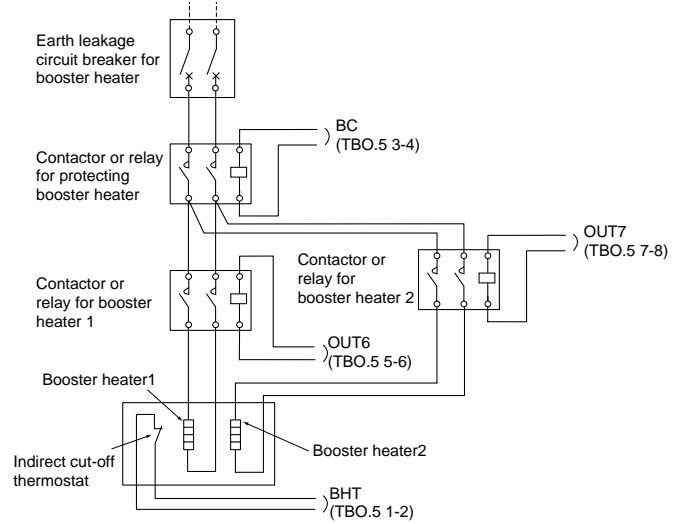 Earth leakage
circuit breaker for
booster heater
BC
(TBO.5 3-4)
Contactor or relay
for protecting
booster heater
OUT7
(TBO.5 7-8)
Contactor or
relay for
booster heater 2
Contactor or
relay for booster
heater 1
OUT6
(TBO.5 5-6)
Booster heater1
Booster heater2
Indirect cut-off
thermostat
BHT
(TBO.5 1-2)